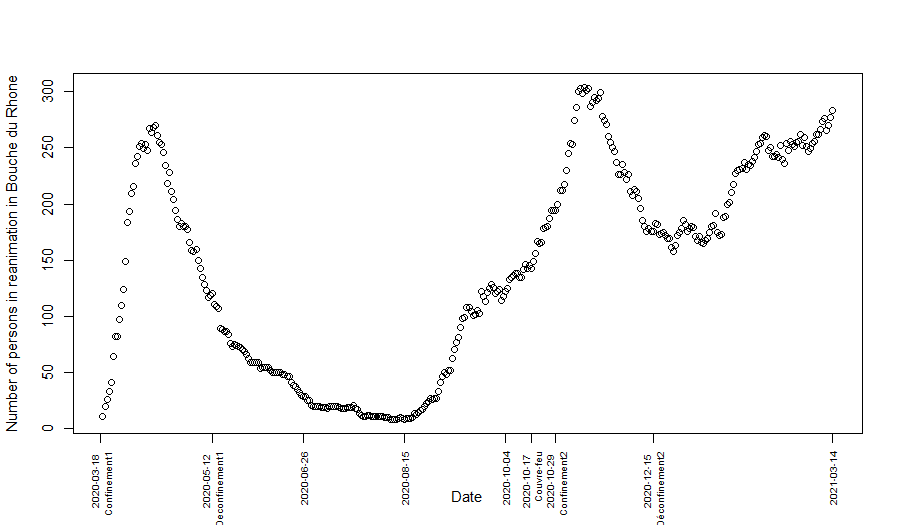 Number of persons in reanimation in Bouche du Rhone
300
250
200
150
100
50
0
2020-03-18
Confinement1
2020-05-12
Deconfinement1
2020-06-26
2020-08-15
2020-10-04
2020-10-17
Couvre-feu
2020-10-29
Confinement2
2020-12-15
Déconfinement2
2021-03-14
Date